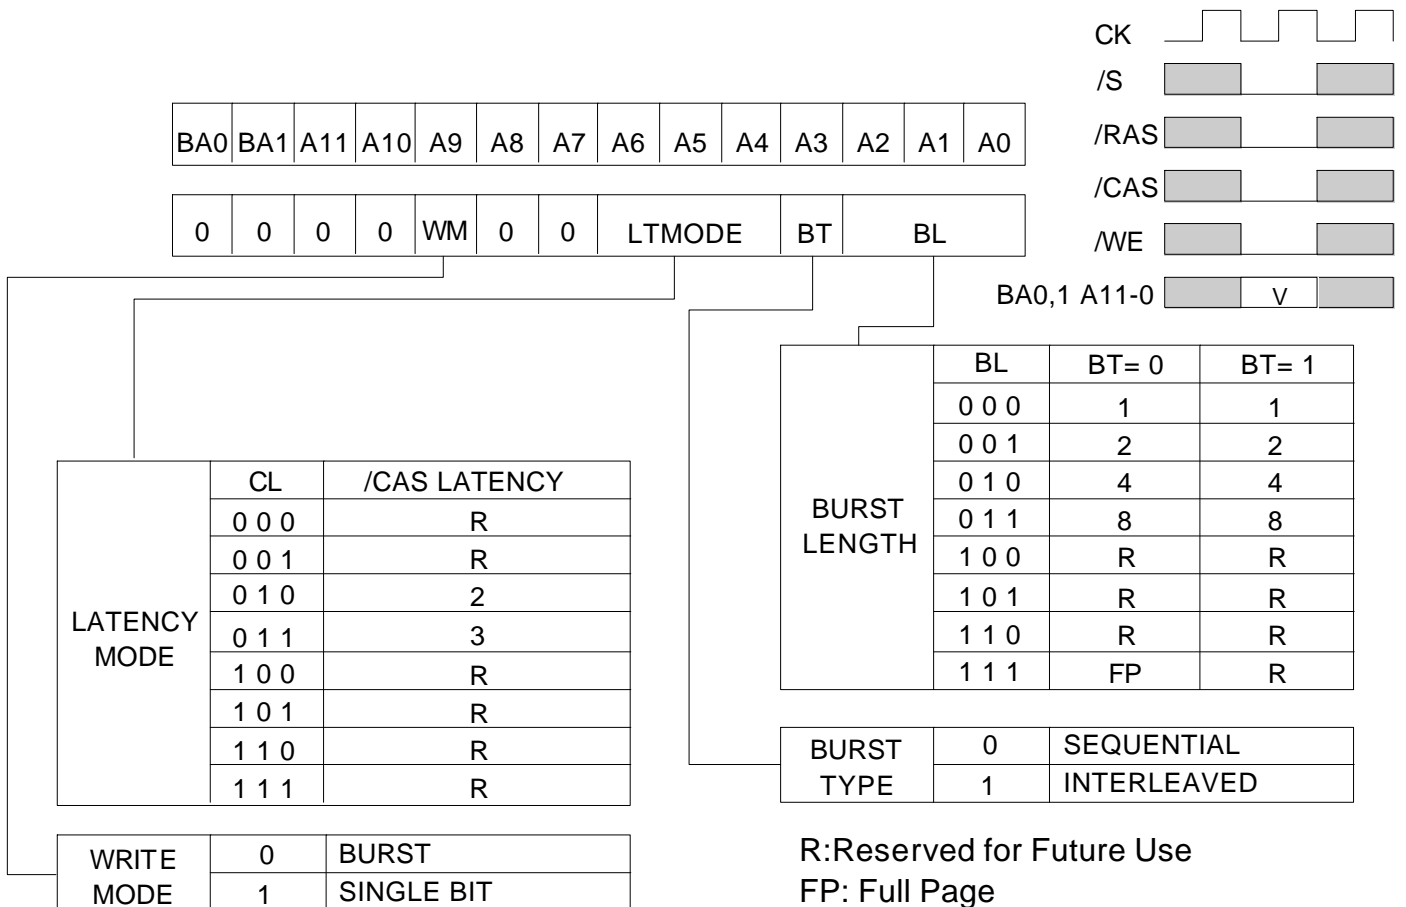 CK
/S
/RAS
/CAS
/WE
BA0,1 A11-0 V
BA0 BA1 A11 A10 A9 A8 A7 A6 A5 A4 A3 A2 A1 A0
0 0 0 0 WM 0 0 LTMODE BT BL
LATENCY MODE
CL /CAS LATENCY
0 0 0 R
0 0 1 R
0 1 0 2
0 1 1 3
1 0 0 R
1 0 1 R
1 1 0 R
1 1 1 R
WRITE MODE
0 BURST
1 SINGLE BIT
BURST LENGTH
BL BT= 0 BT= 1
0 0 0 1 1
0 0 1 2 2
0 1 0 4 4
0 1 1 8 8
1 0 0 R R
1 0 1 R R
1 1 0 R R
1 1 1 FP R
BURST TYPE
0 SEQUENTIAL
1 INTERLEAVED
R:Reserved for Future Use
FP: Full Page